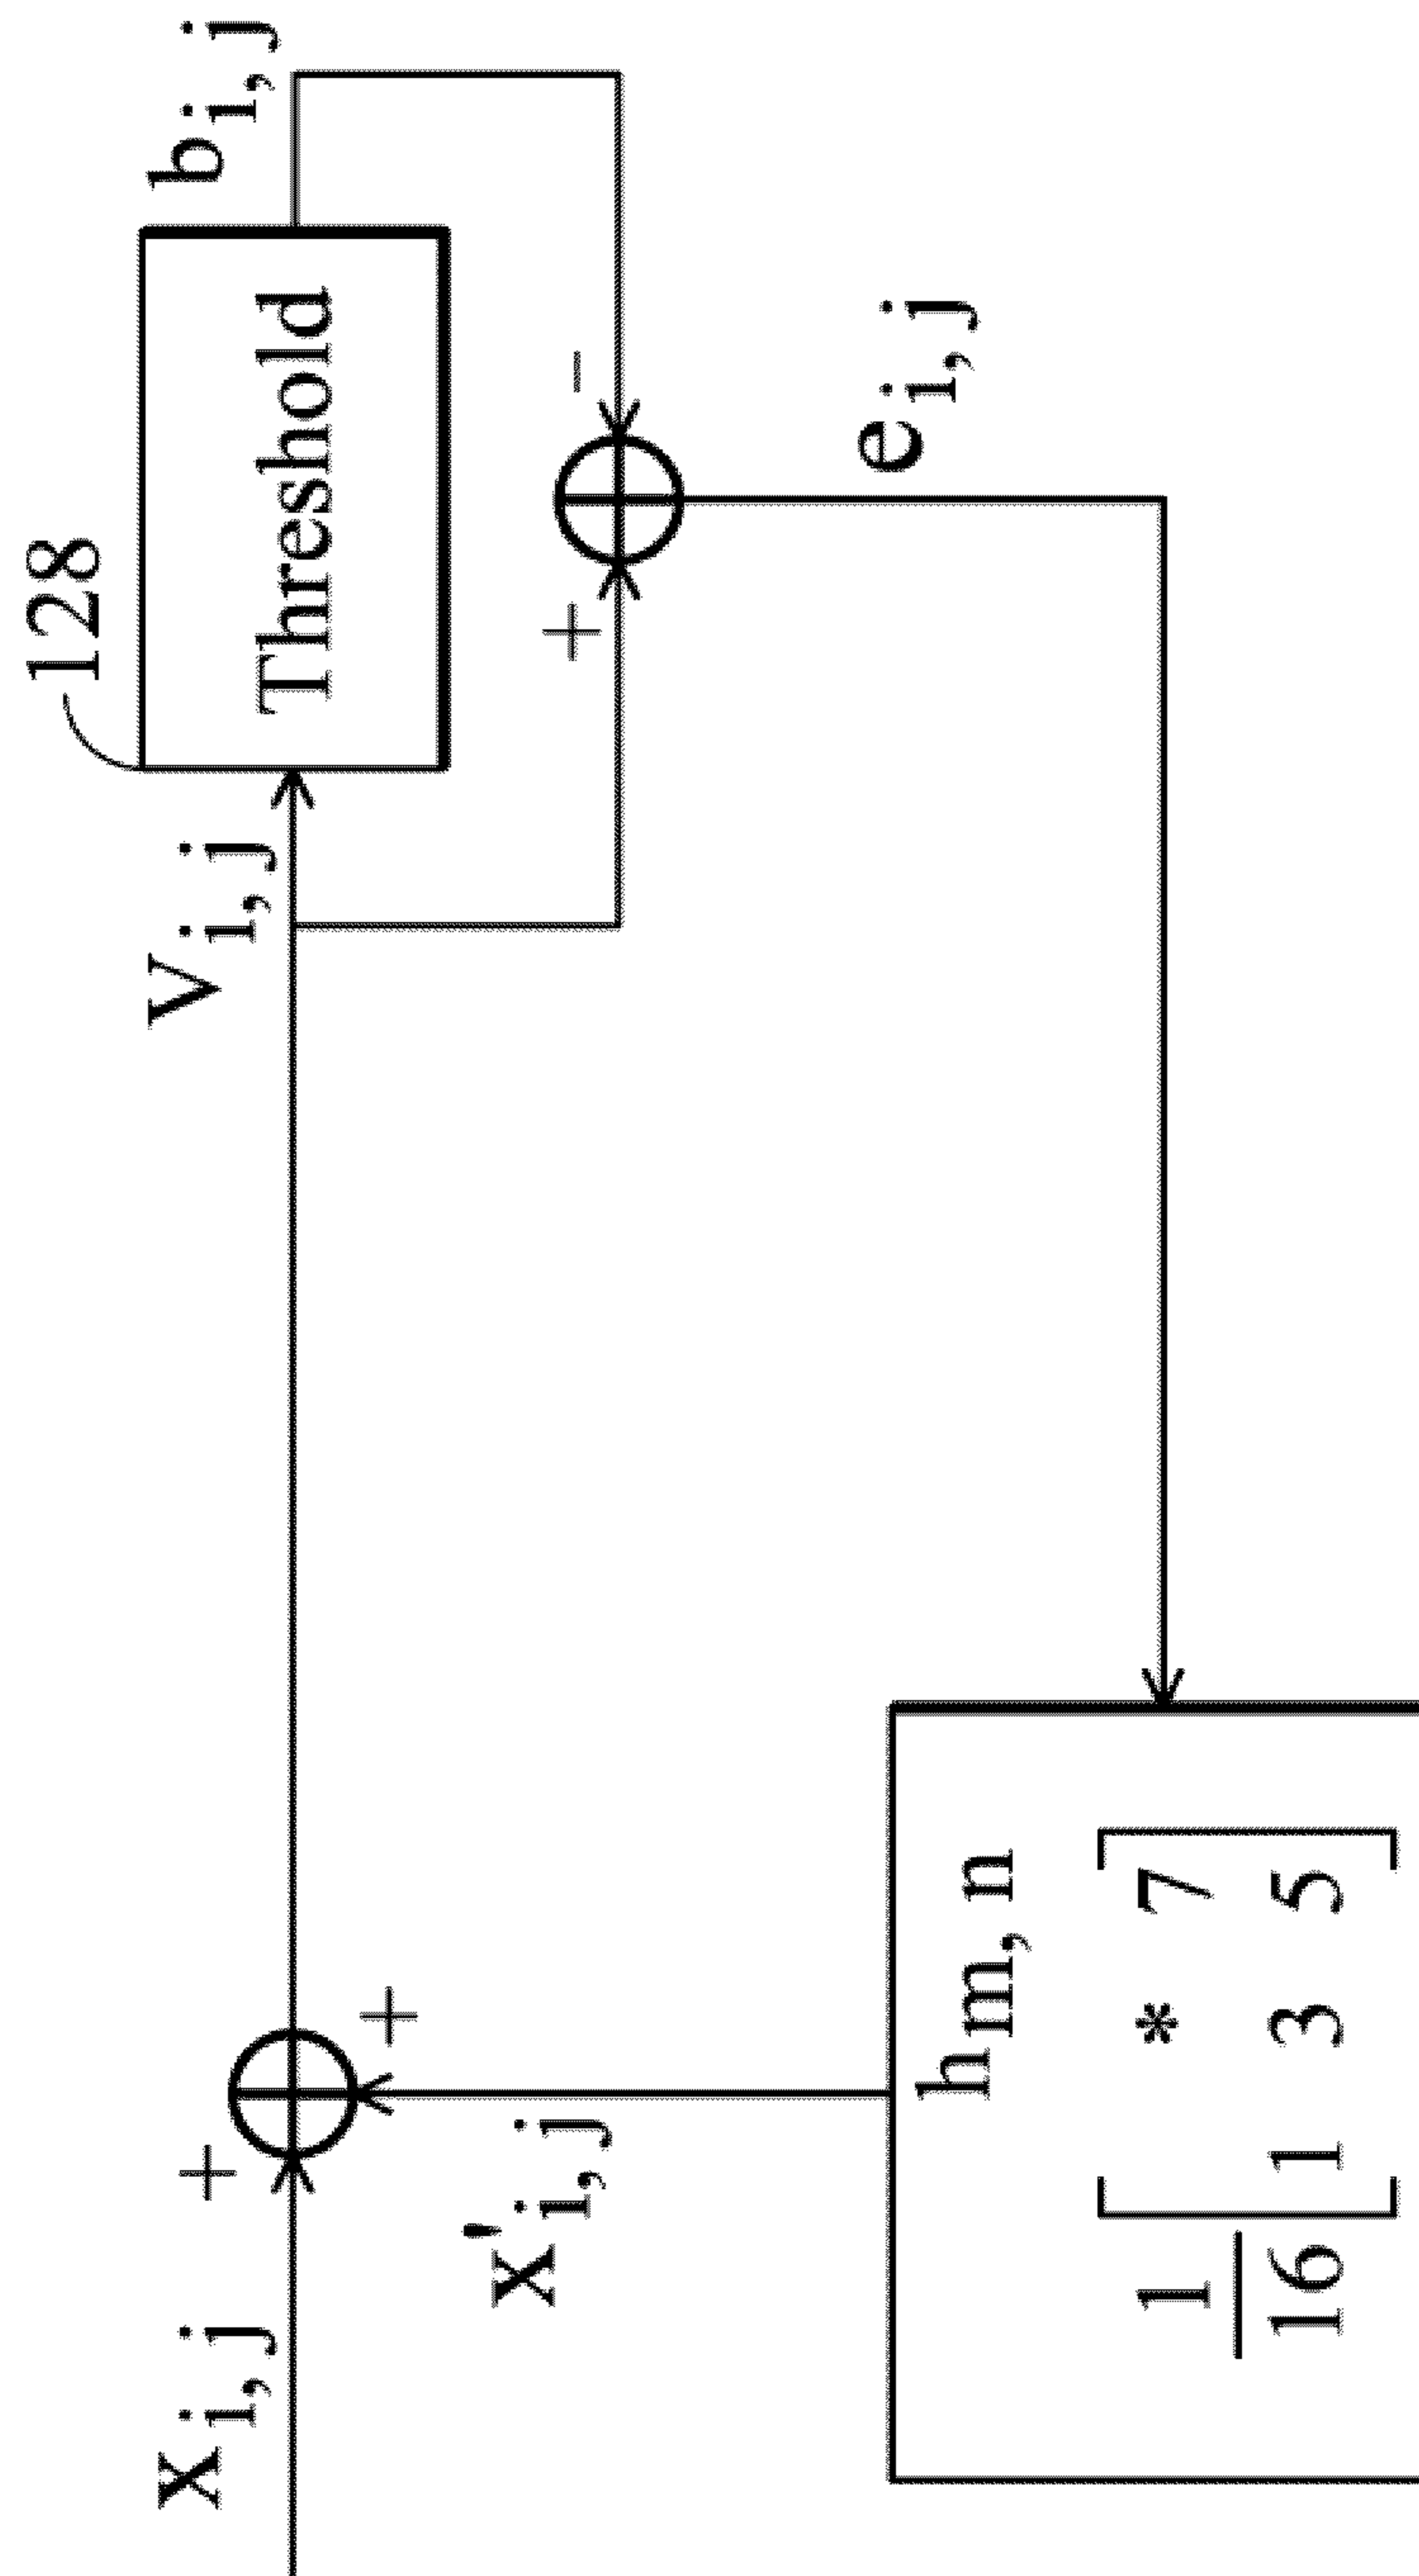 128
x i, j
+
+
v i, j
Threshold
b i, j
+
−
x' i, j
e i, j
h m, n
1
16
* 7
1 3 5